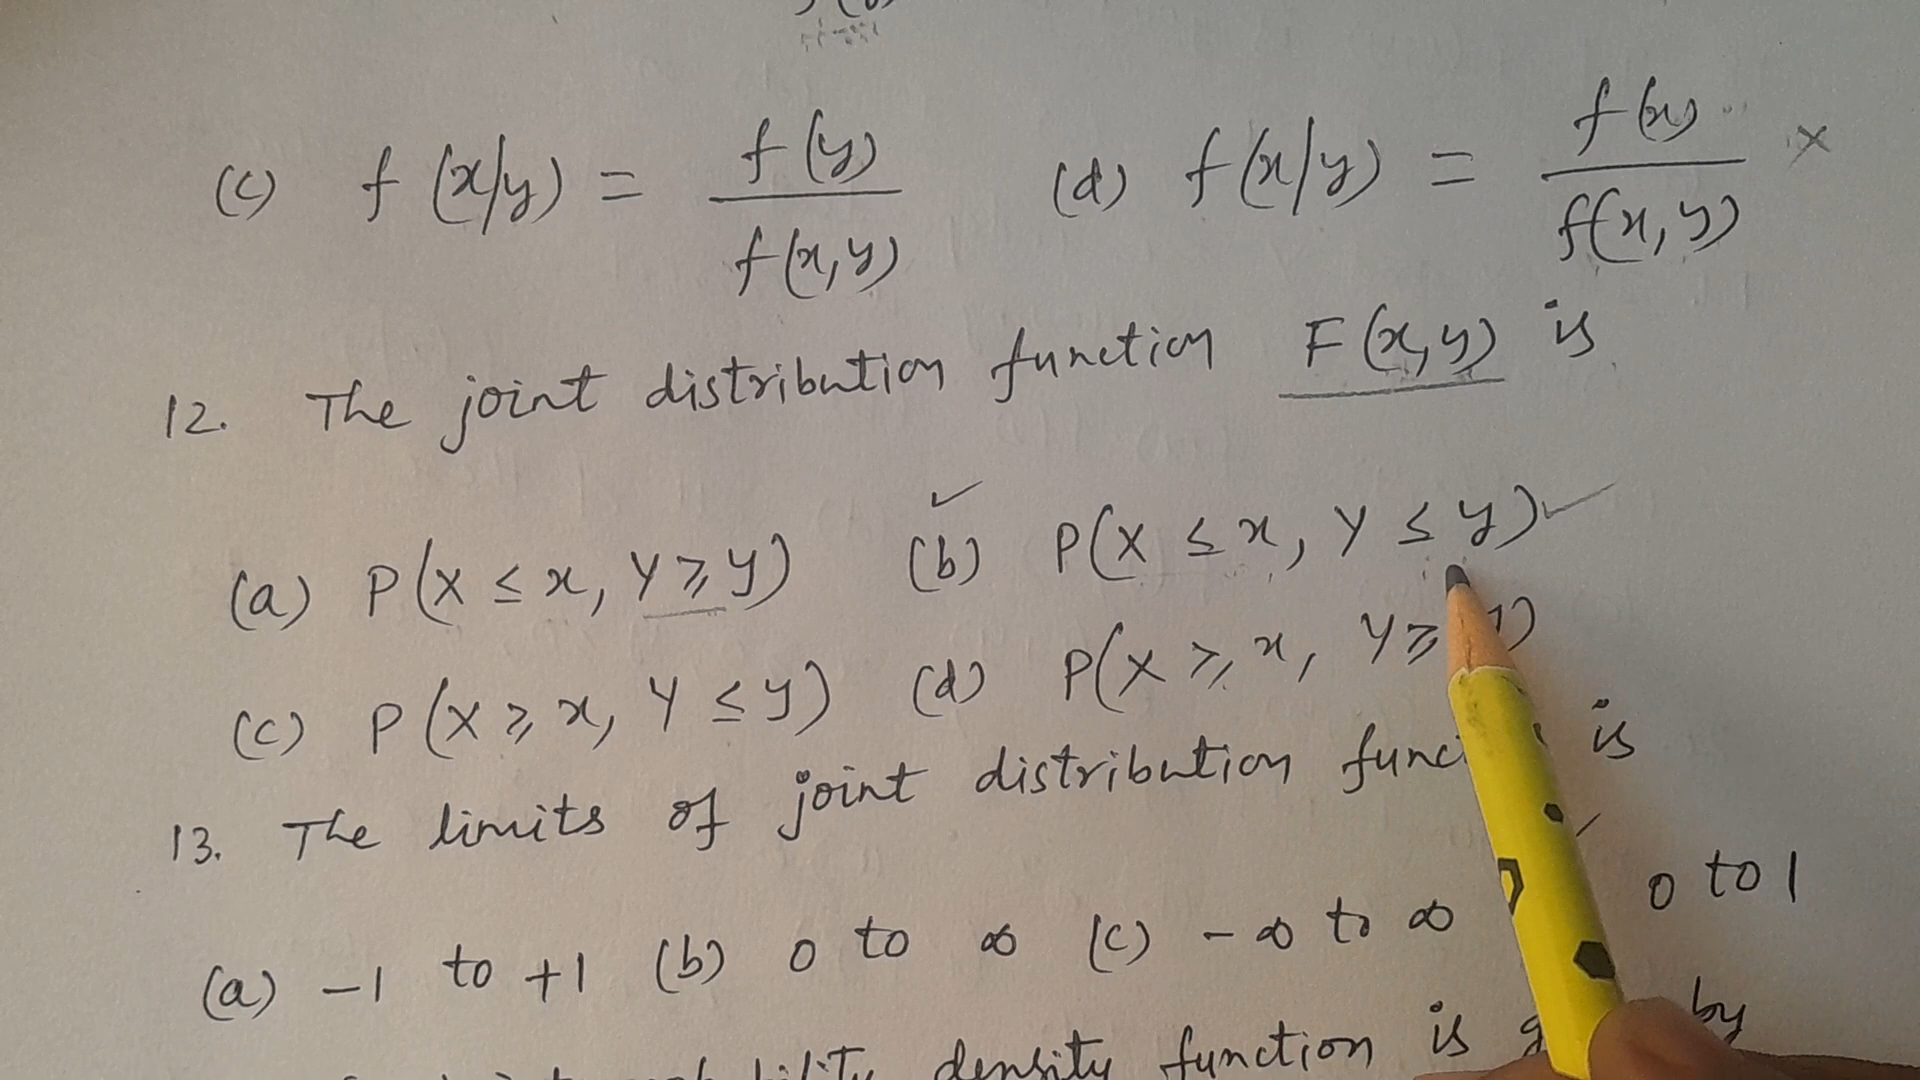 (c) f(x/y) = f(y) / f(x,y) (d) f(x/y) = f(x) / f(x,y) ×
12. The joint distribution function F(x,y) is
(a) P(X ≤ x, Y ≥ y) (b) ✓ P(X ≤ x, Y ≤ y) ✓
(c) P(X ≥ x, Y ≤ y) (d) P(X ≥ x, Y ≥
13. The limits of joint distribution is
(a) -1 to +1 (b) 0 to ∞ (c) -∞ to ∞ 0 to 1
density function is by